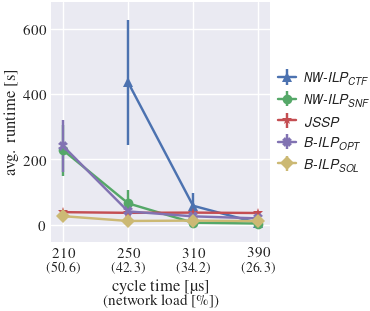 600
400
200
0
avg. runtime [s]
210 250 310 390
(50.6) (42.3) (34.2) (26.3)
cycle time [µs]
(network load [%])
NW-ILP_CTF
NW-ILP_SNF
JSSP
B-ILP_OPT
B-ILP_SOL